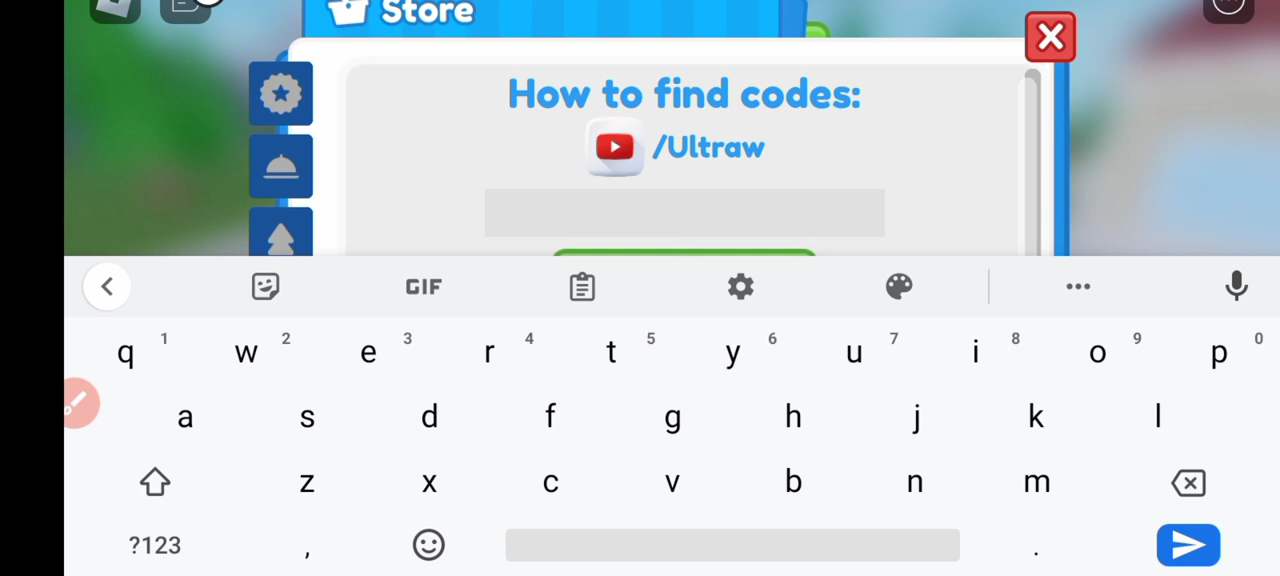 Store
How to find codes:
/Ultraw
GIF
q 1 w 2 e 3 r 4 t 5 y 6 u 7 i 8 o 9 p 0
a s d f g h j k l
z x c v b n m
?123 , .